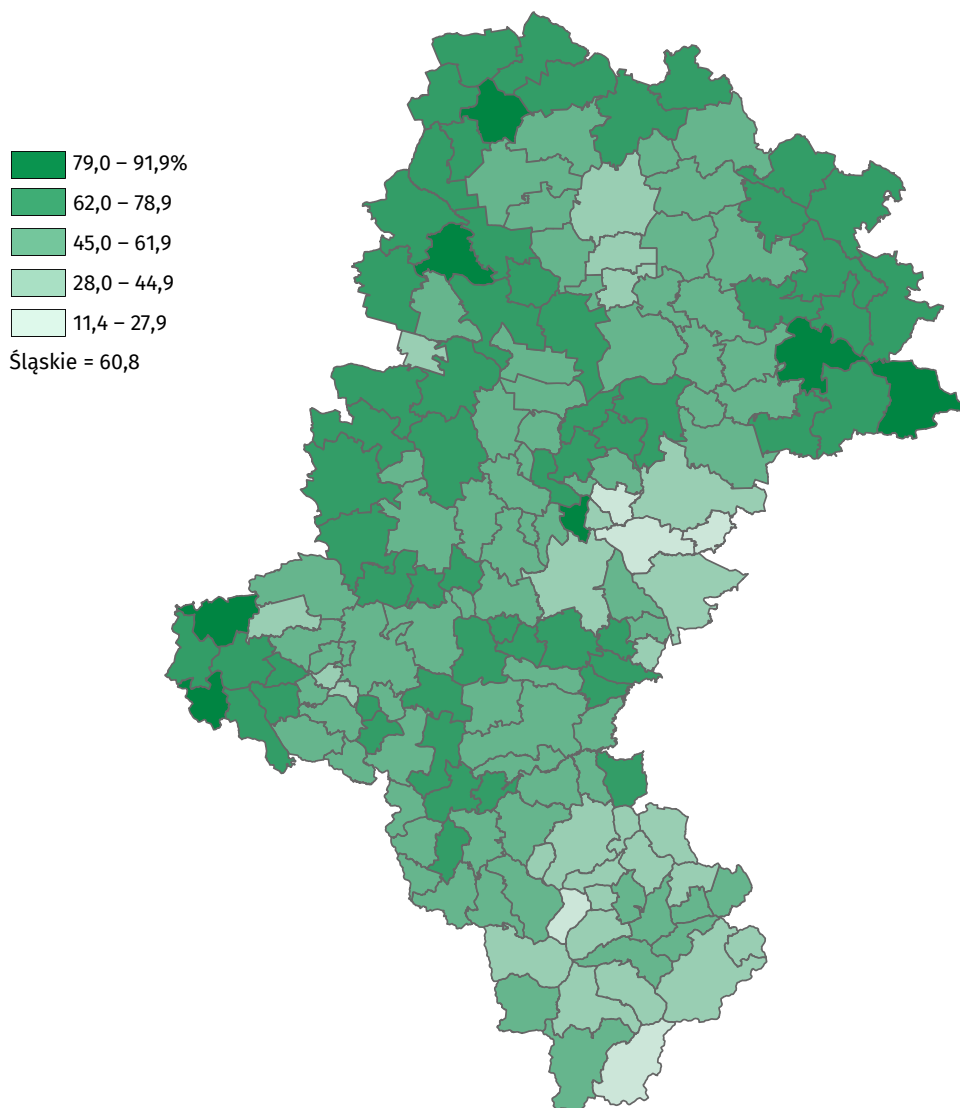 79,0 – 91,9%
62,0 – 78,9
45,0 – 61,9
28,0 – 44,9
11,4 – 27,9
Śląskie = 60,8